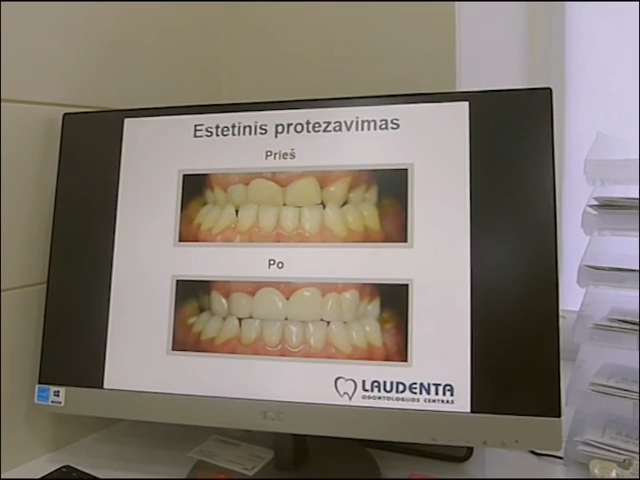 Estetinis protezavimas
Prieš
Po
LAUDENTA
ODONTOLOGIJOS CENTRAS